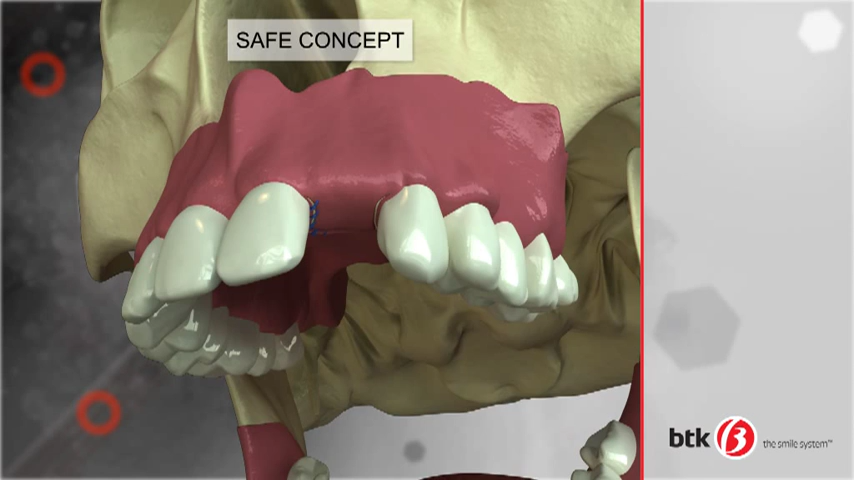 SAFE CONCEPT
btk
the smile system™